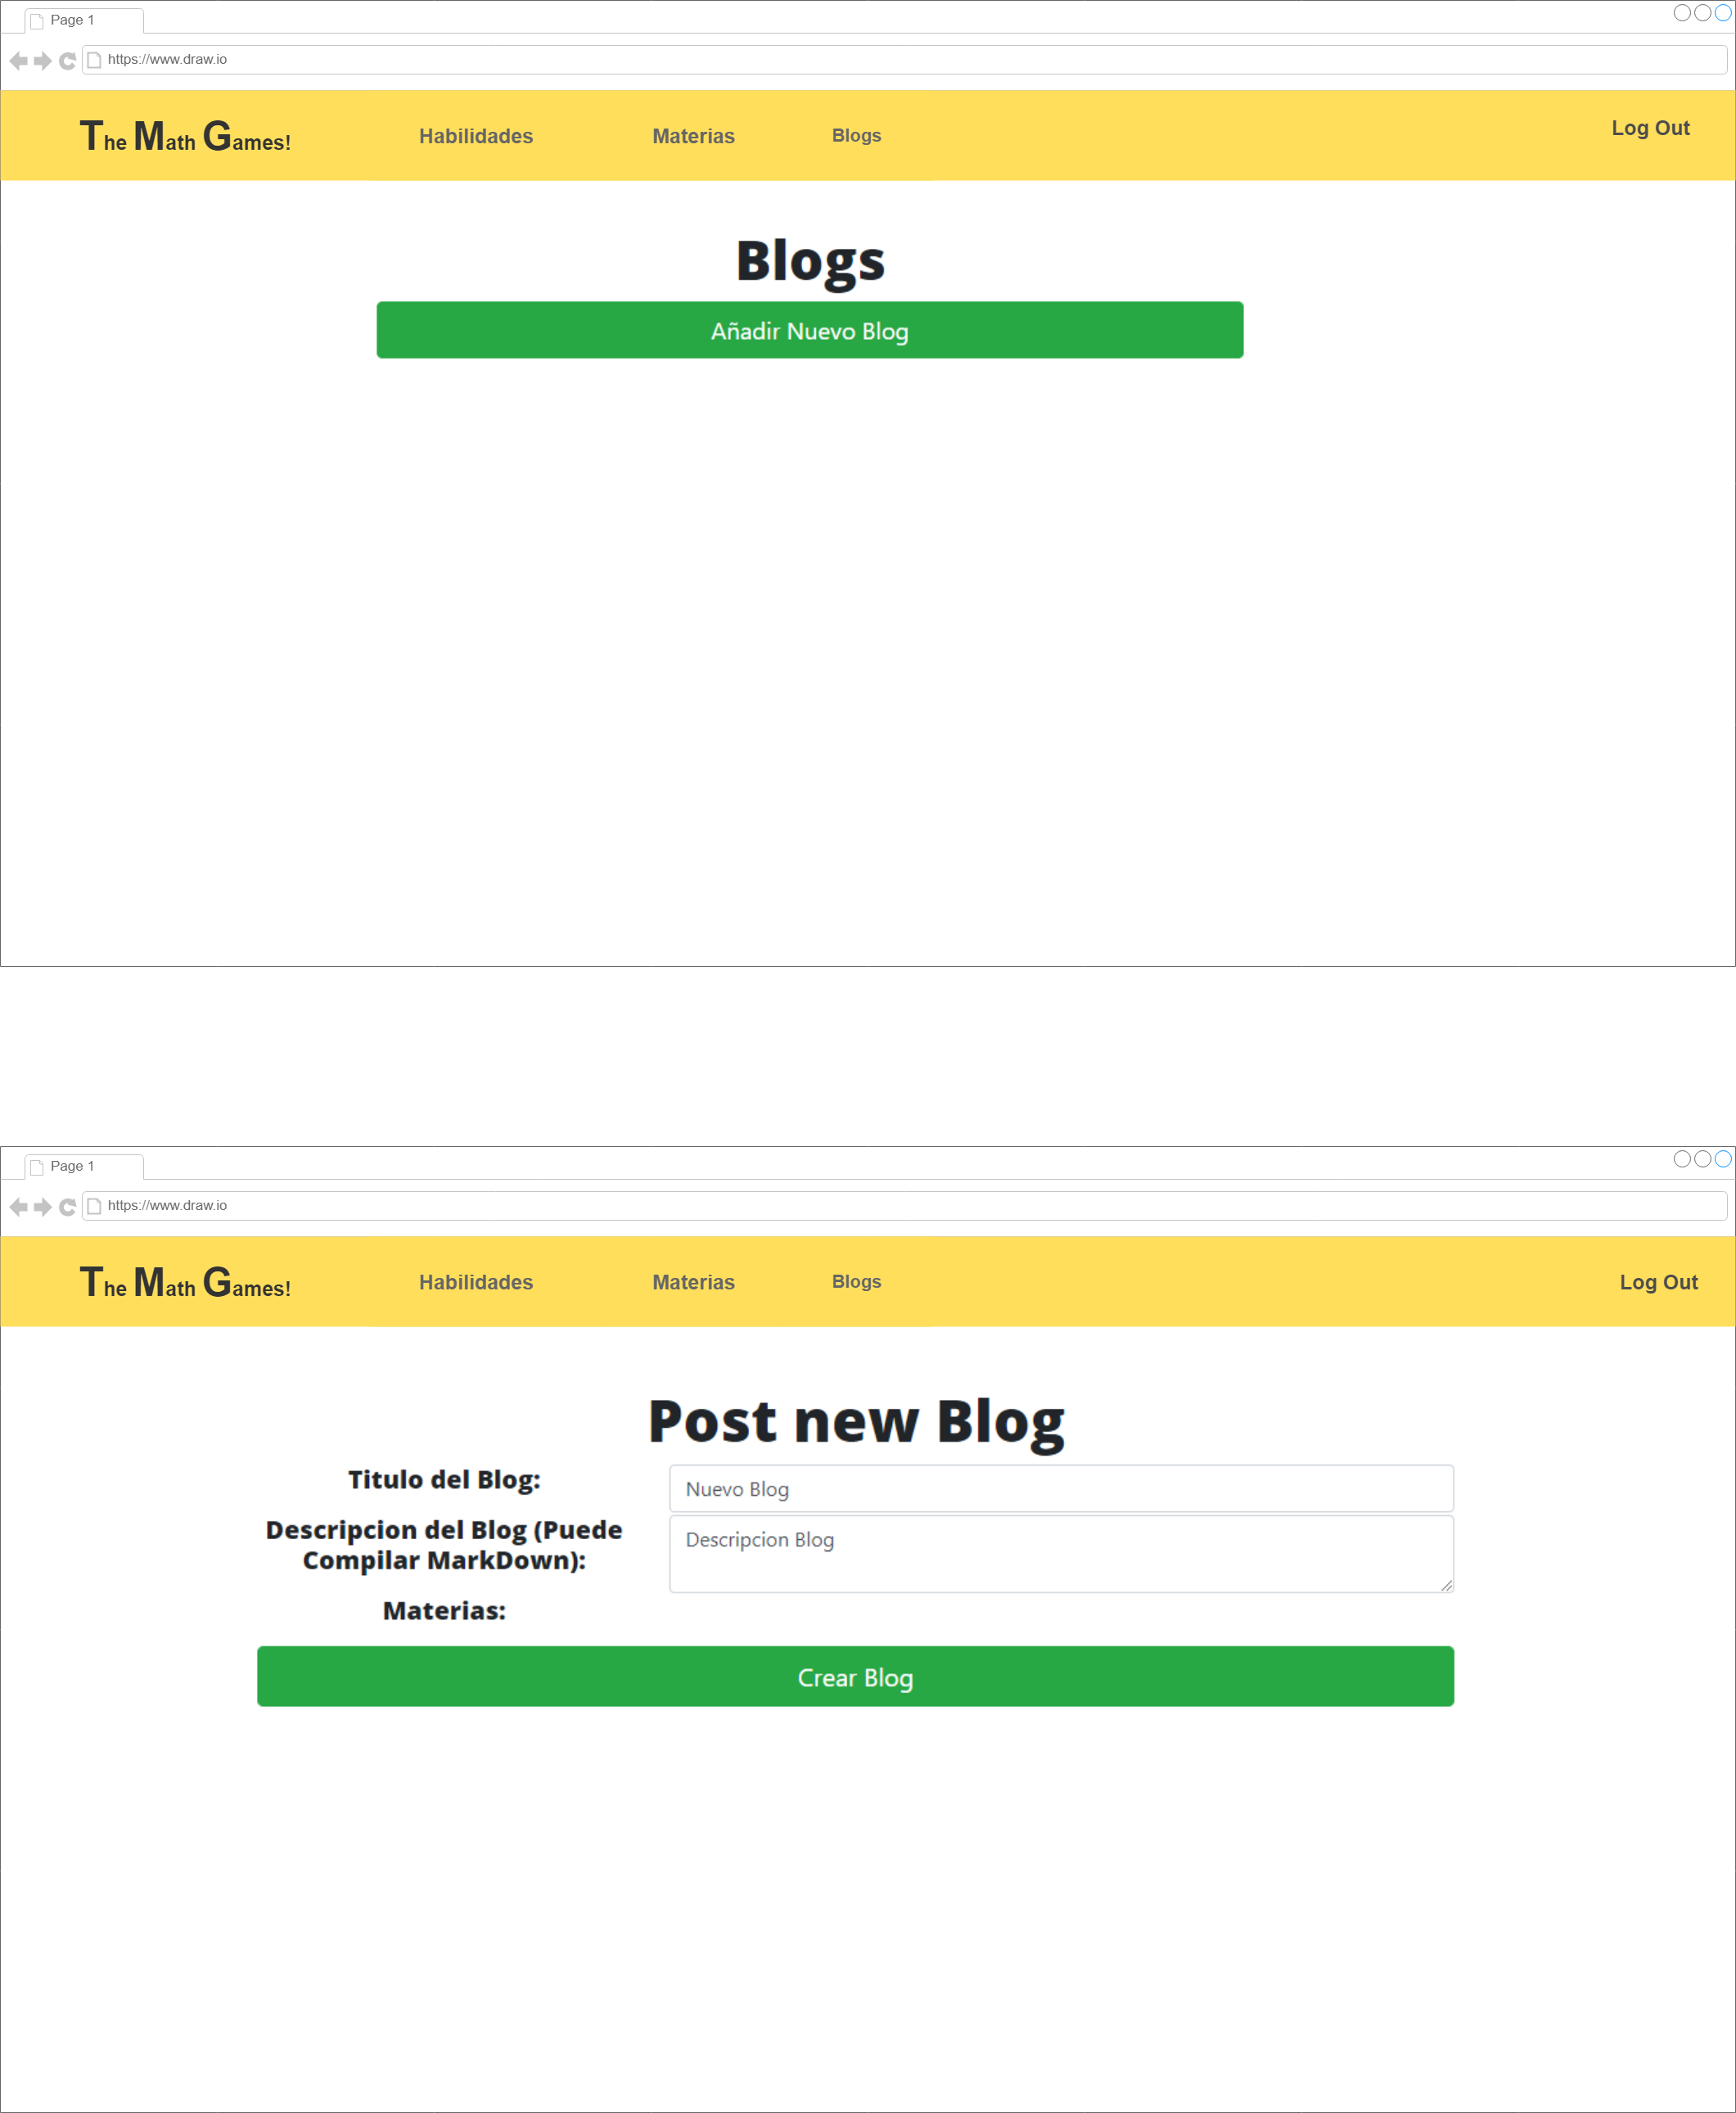 Page 1
https://www.draw.io
The Math Games! Habilidades Materias Blogs Log Out
Blogs
Añadir Nuevo Blog
Page 1
https://www.draw.io
The Math Games! Habilidades Materias Blogs Log Out
Post new Blog
Titulo del Blog: Nuevo Blog
Descripcion del Blog (Puede Descripcion Blog
Compilar MarkDown):
Materias:
Crear Blog